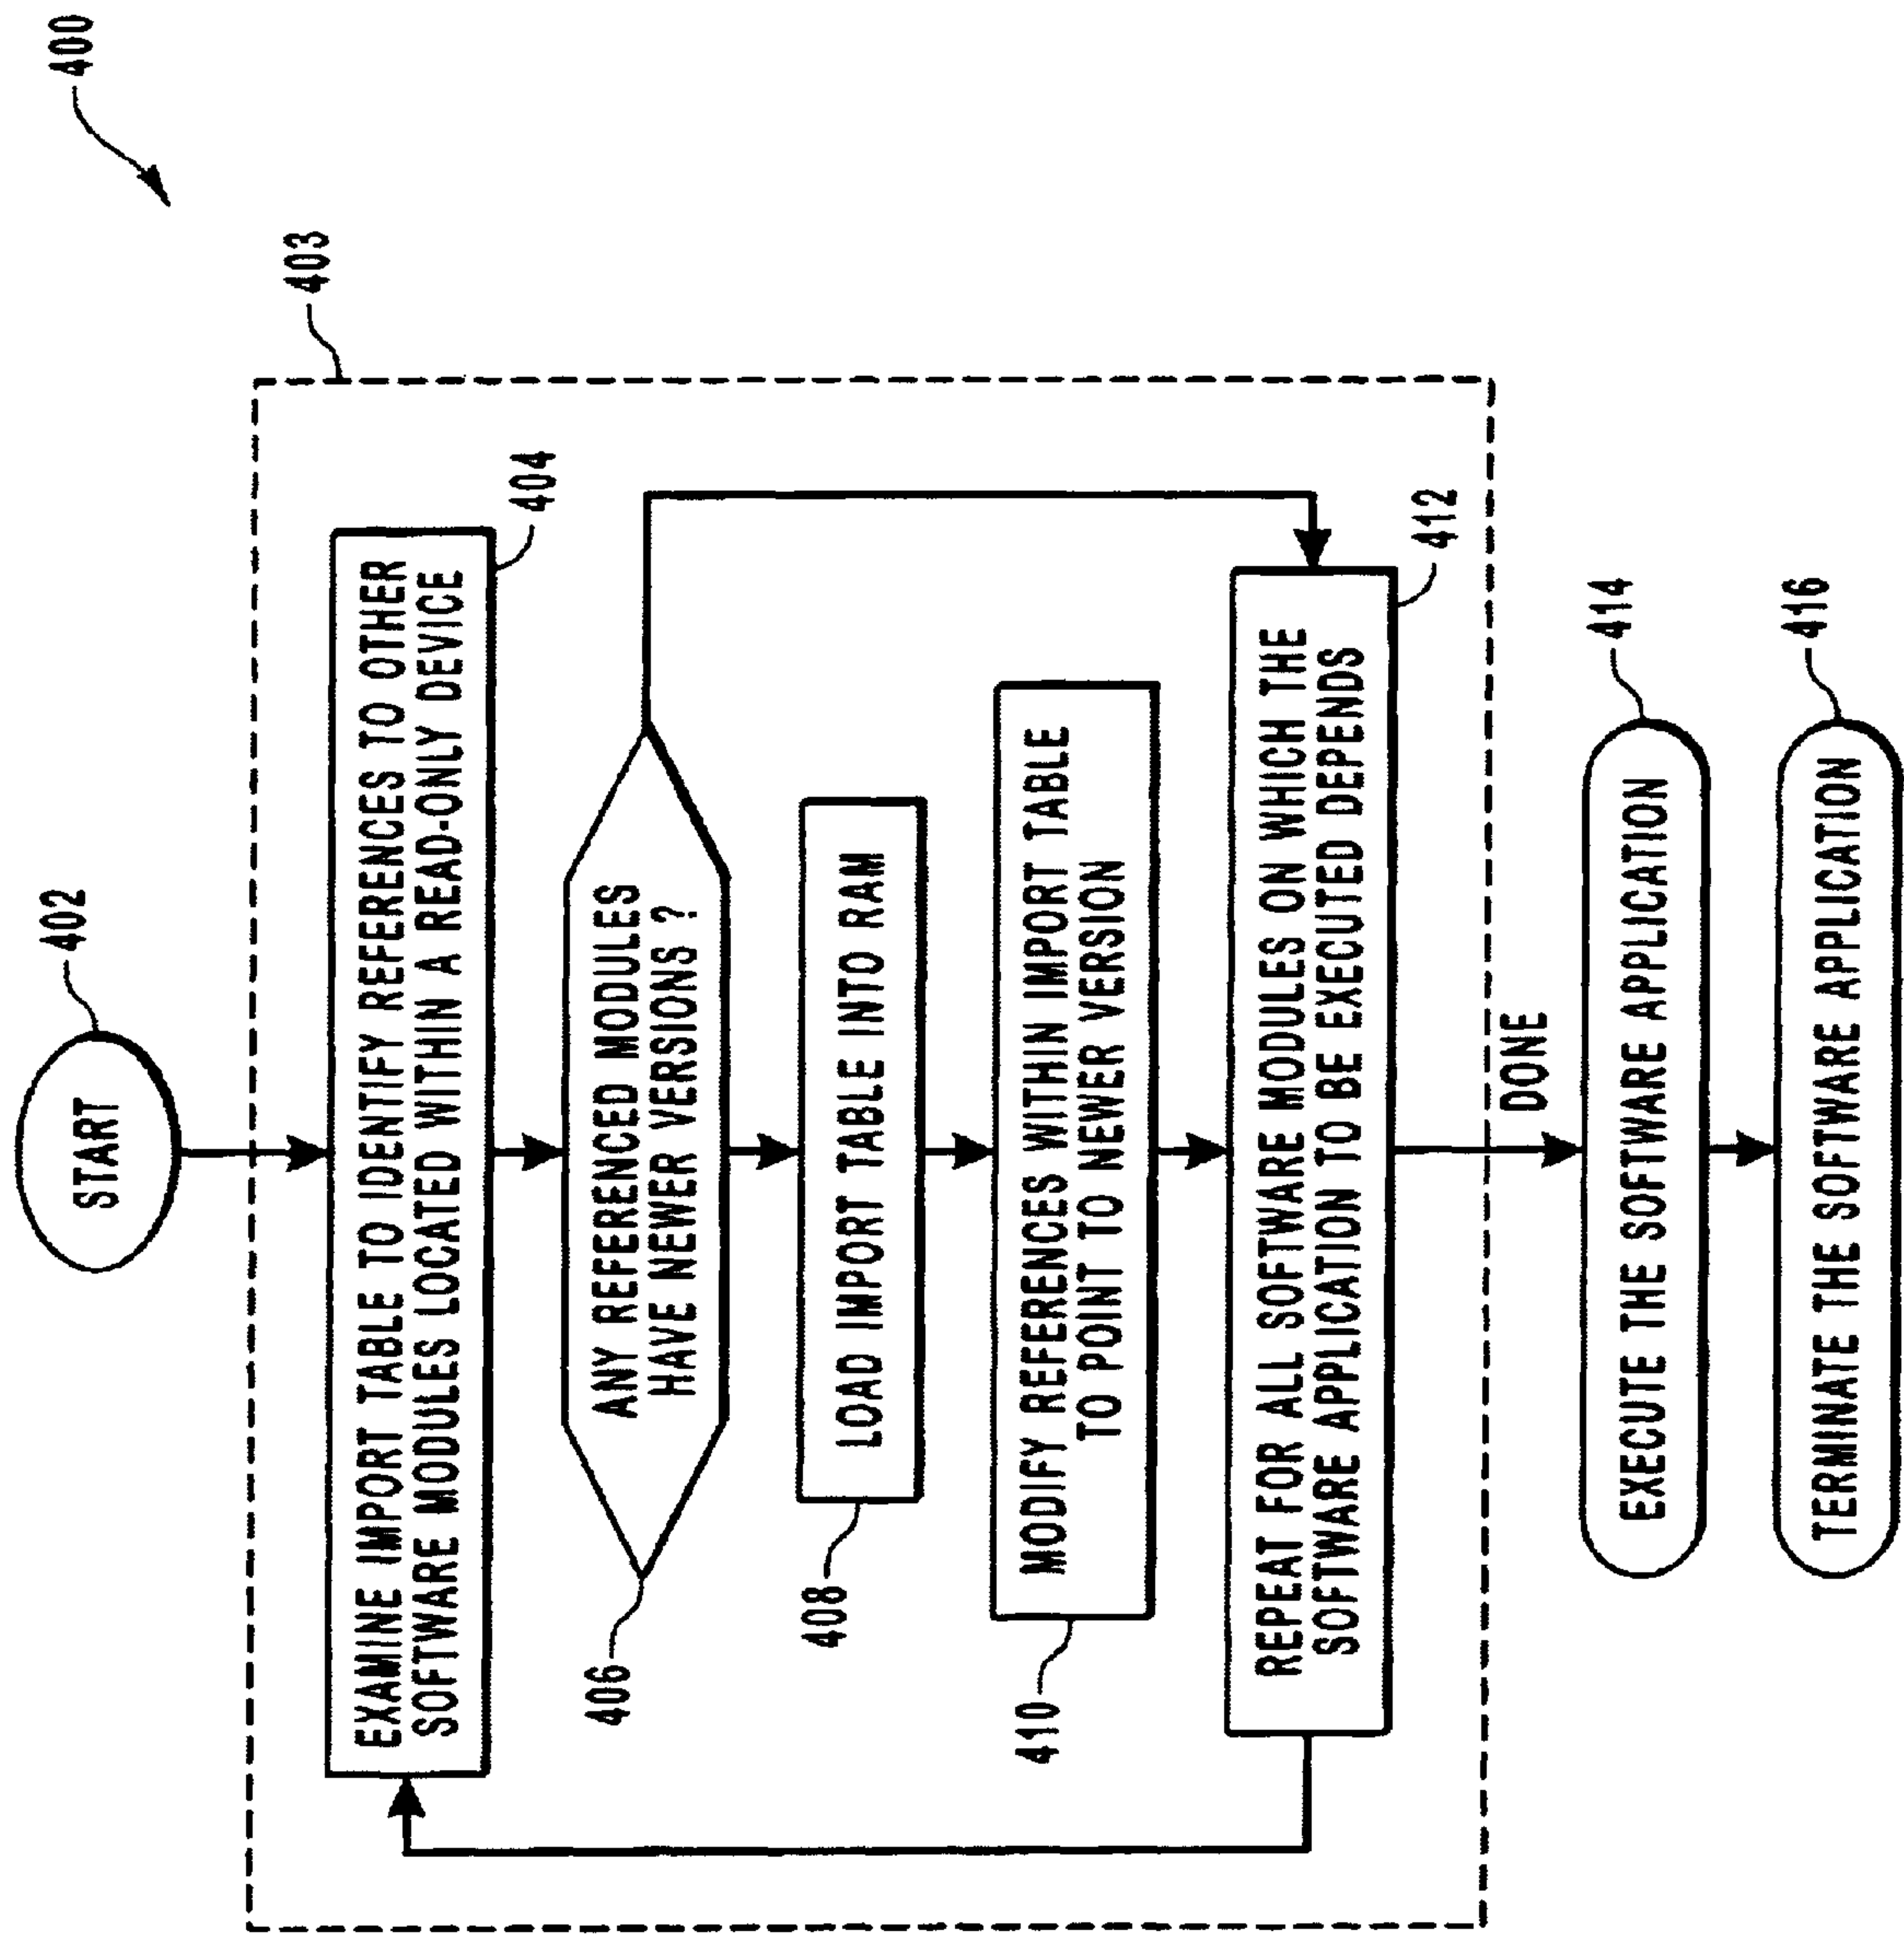 400
402
START
403
EXAMINE IMPORT TABLE TO IDENTIFY REFERENCES TO OTHER
SOFTWARE MODULES LOCATED WITHIN A READ-ONLY DEVICE
404
ANY REFERENCED MODULES
HAVE NEWER VERSIONS ?
406
LOAD IMPORT TABLE INTO RAM
408
MODIFY REFERENCES WITHIN IMPORT TABLE
TO POINT TO NEWER VERSION
410
REPEAT FOR ALL SOFTWARE MODULES ON WHICH THE
SOFTWARE APPLICATION TO BE EXECUTED DEPENDS
412
DONE
EXECUTE THE SOFTWARE APPLICATION
414
TERMINATE THE SOFTWARE APPLICATION
416